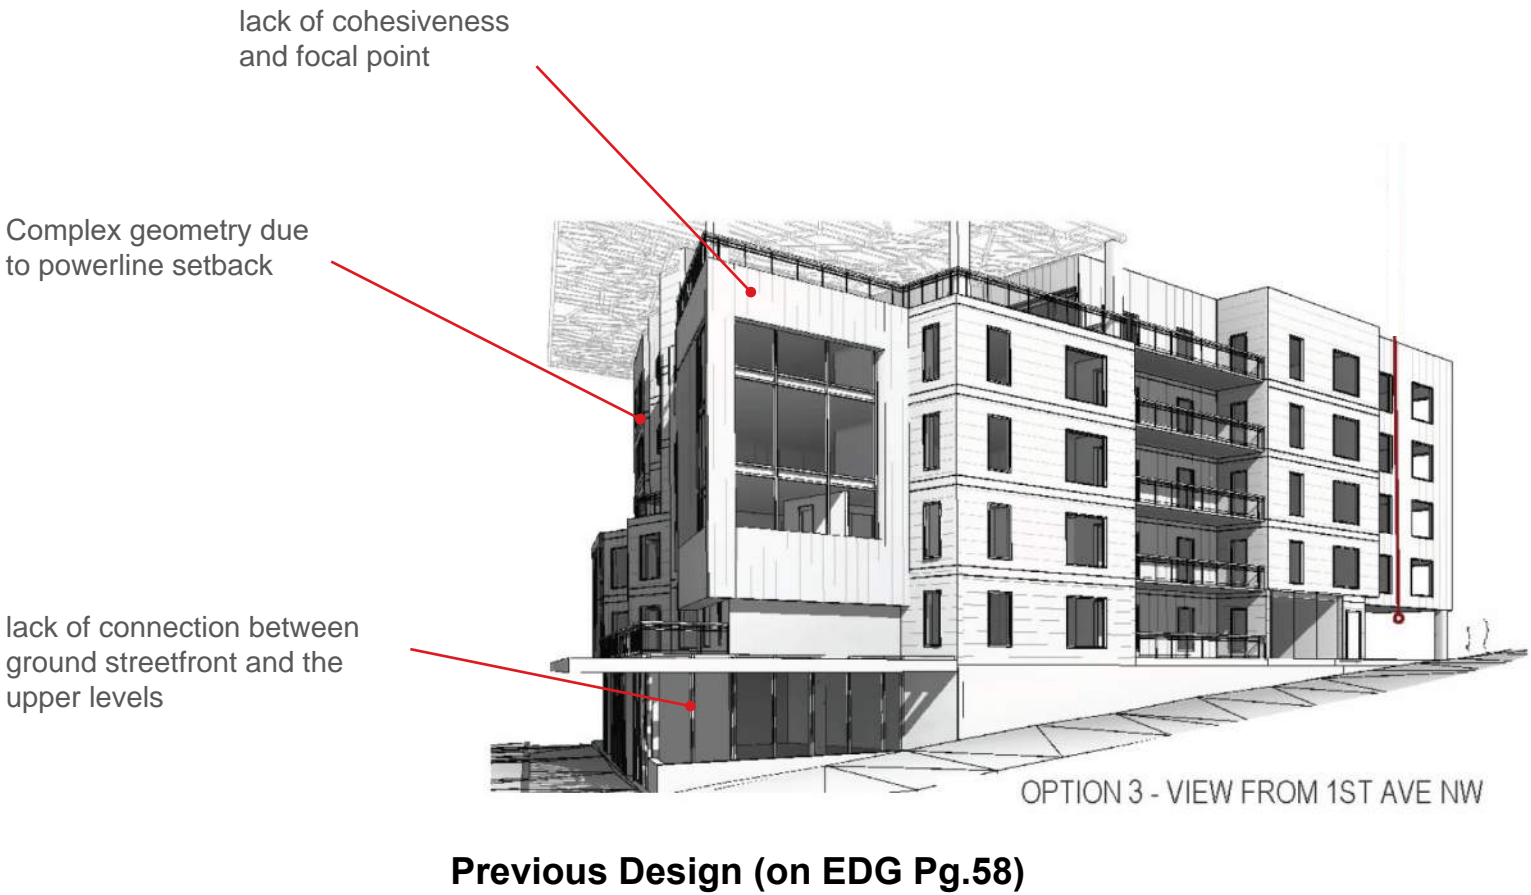 lack of cohesiveness
and focal point
Complex geometry due
to powerline setback
lack of connection between
ground streetfront and the
upper levels
OPTION 3 - VIEW FROM 1ST AVE NW
Previous Design (on EDG Pg.58)